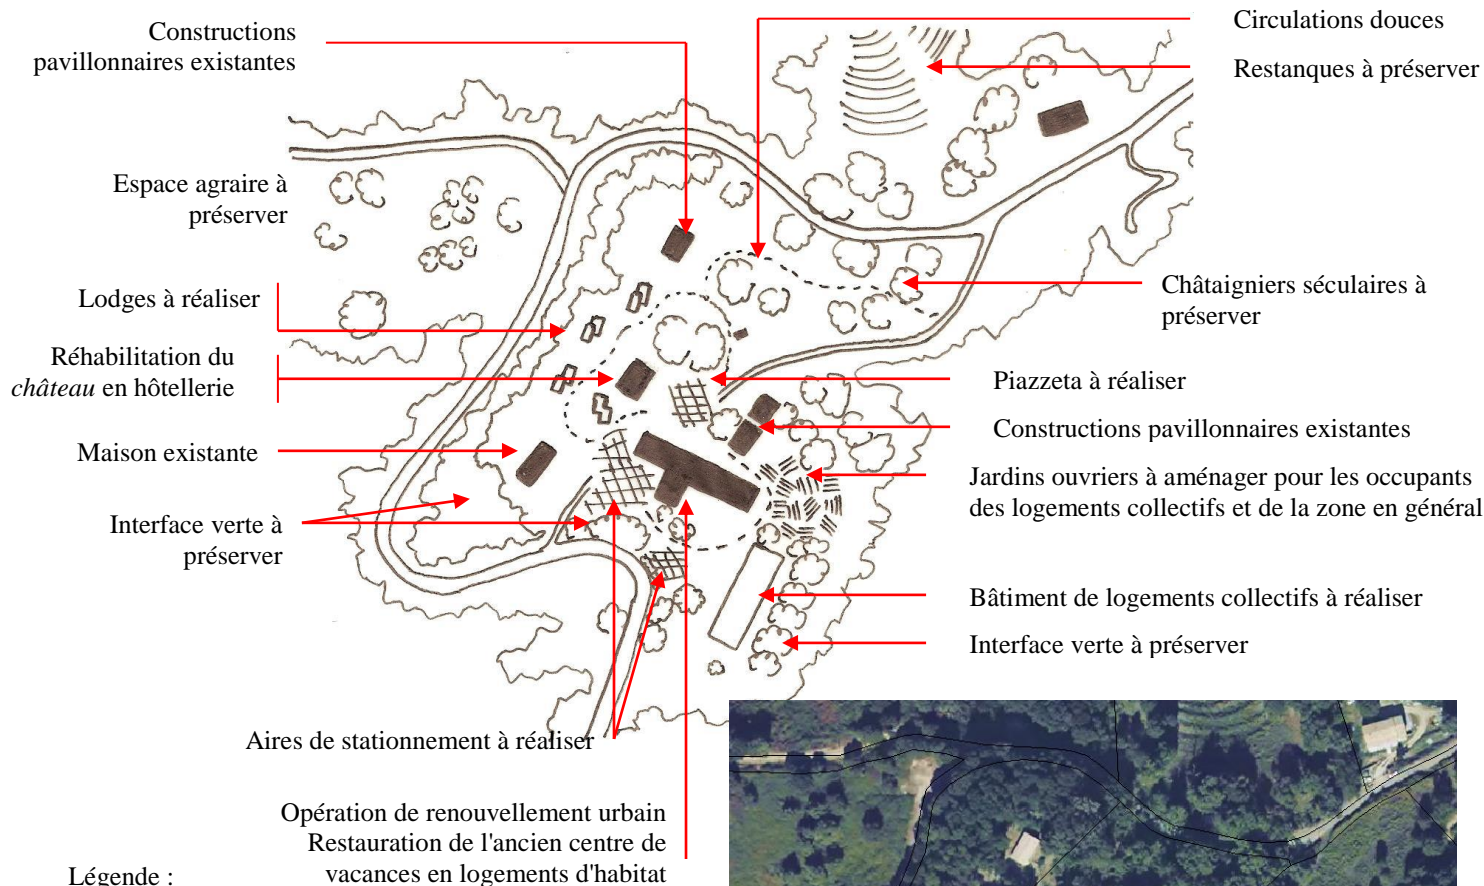 Constructions
pavillonnaires existantes
Circulations douces
Restanques à préserver
Espace agraire à
préserver
Lodges à réaliser
Châtaigniers séculaires à
préserver
Réhabilitation du
château en hôtellerie
Piazzeta à réaliser
Constructions pavillonnaires existantes
Maison existante
Jardins ouvriers à aménager pour les occupants
des logements collectifs et de la zone en général
Interface verte à
préserver
Bâtiment de logements collectifs à réaliser
Interface verte à préserver
Aires de stationnement à réaliser
Opération de renouvellement urbain
Restauration de l'ancien centre de
vacances en logements d'habitat
Légende :